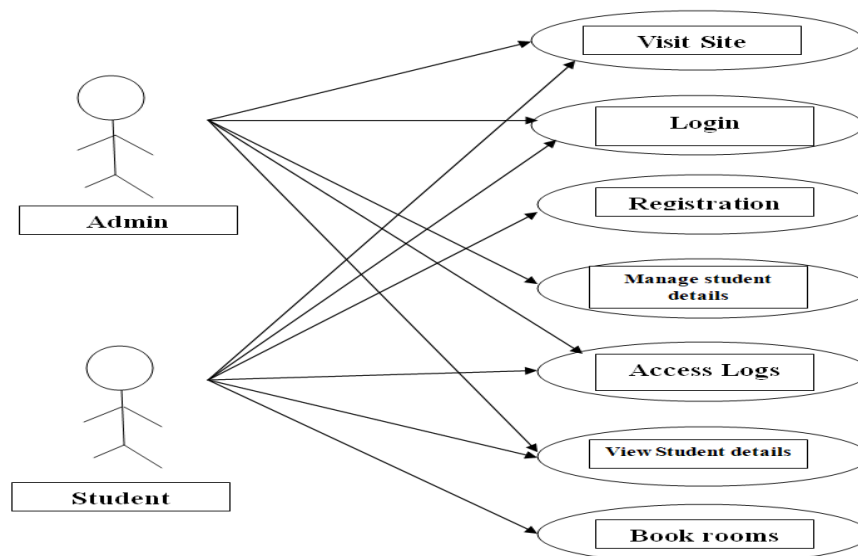 Visit Site
Login
Admin
Registration
Manage student
details
Access Logs
Student
View Student details
Book rooms